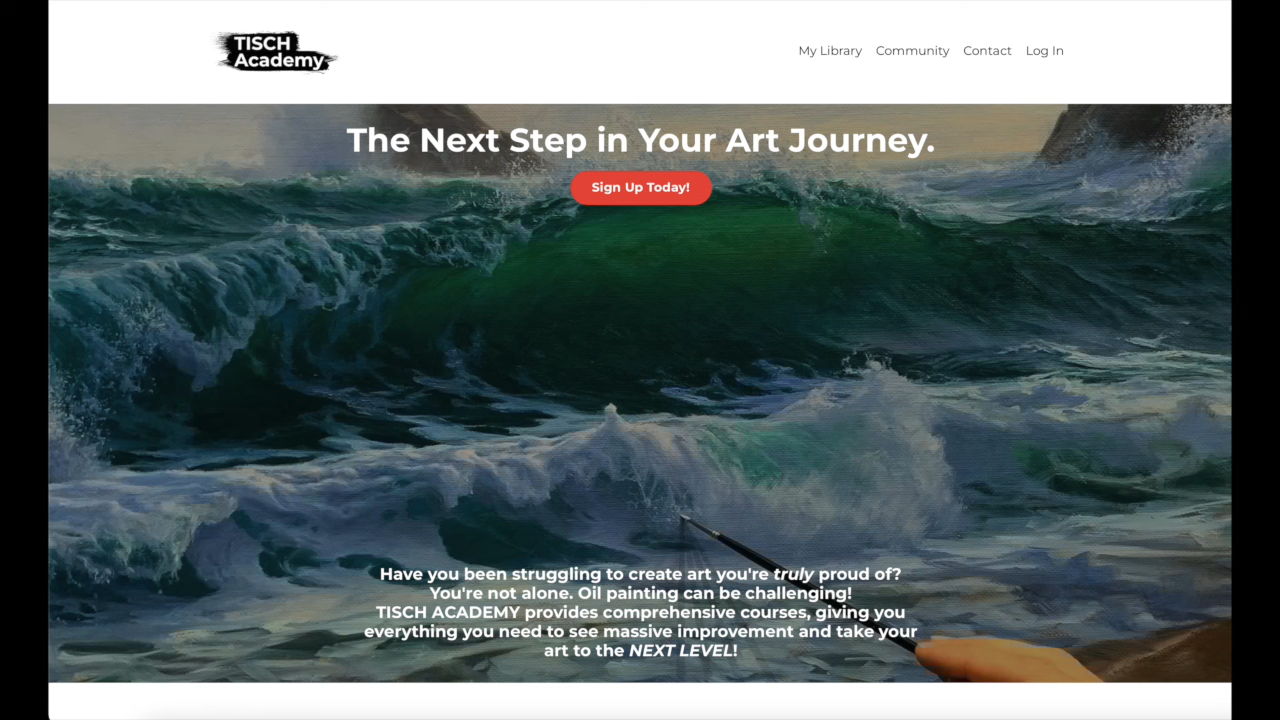 TISCH
Academy
My Library Community Contact Log In
The Next Step in Your Art Journey.
Sign Up Today!
Have you been struggling to create art you're truly proud of?
You're not alone. Oil painting can be challenging!
TISCH ACADEMY provides comprehensive courses, giving you
everything you need to see massive improvement and take your
art to the NEXT LEVEL!